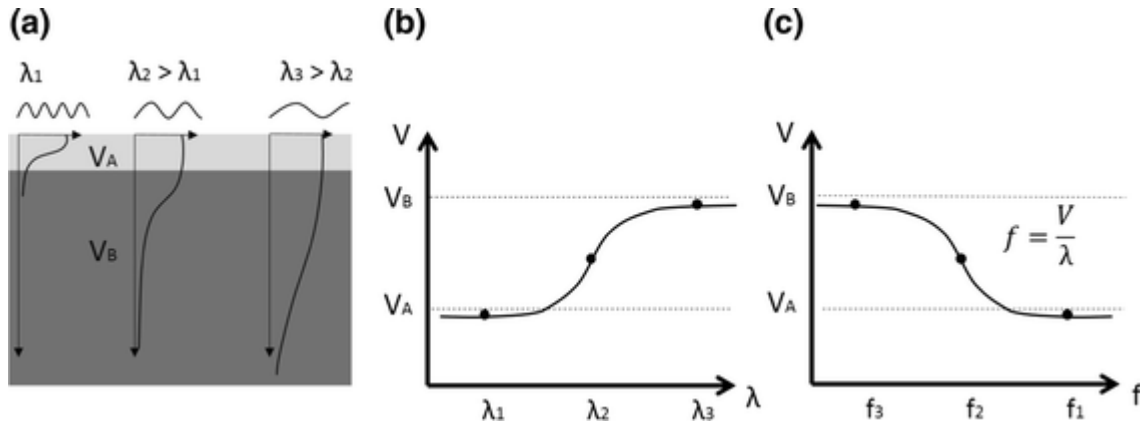 (a)
λ1
λ2 > λ1
λ3 > λ2
VA
VB
(b)
V
VB
VA
λ1
λ2
λ3
λ
(c)
V
VB
VA
f = V/λ
f3
f2
f1
f